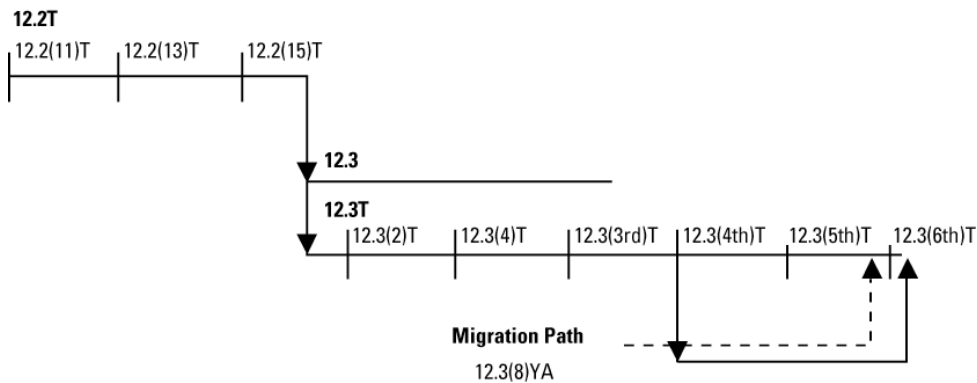 12.2T
12.2(11)T 12.2(13)T 12.2(15)T
12.3
12.3T
12.3(2)T 12.3(4)T 12.3(3rd)T 12.3(4th)T 12.3(5th)T 12.3(6th)T
Migration Path
12.3(8)YA